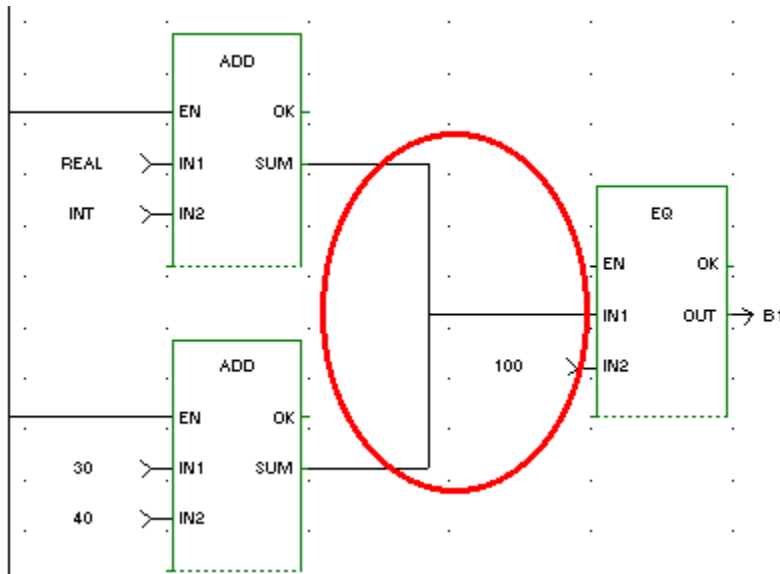 ADD
EN OK
REAL IN1 SUM
INT IN2
EQ
EN OK
IN1 OUT B1
100 IN2
ADD
EN OK
30 IN1 SUM
40 IN2